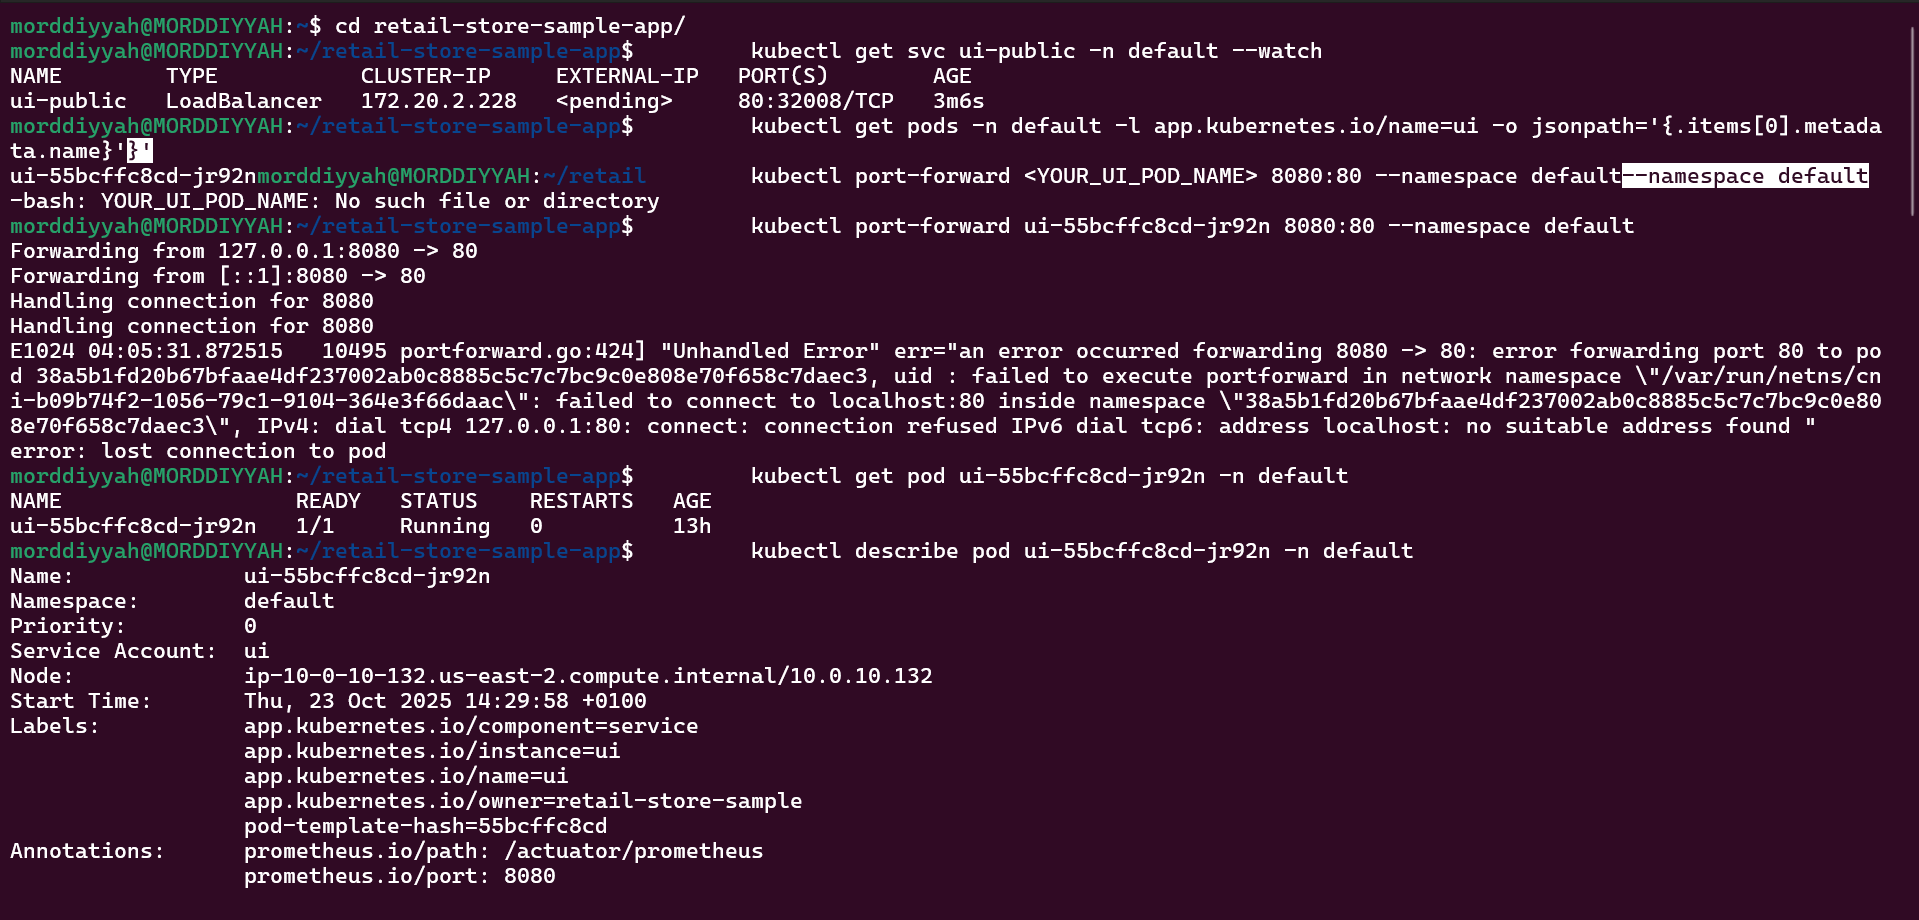 morddiyyah@MORDDIYYAH:~$ cd retail-store-sample-app/
morddiyyah@MORDDIYYAH:~/retail-store-sample-app$         kubectl get svc ui-public -n default --watch
NAME        TYPE           CLUSTER-IP     EXTERNAL-IP   PORT(S)        AGE
ui-public   LoadBalancer   172.20.2.228   <pending>     80:32008/TCP   3m6s
morddiyyah@MORDDIYYAH:~/retail-store-sample-app$         kubectl get pods -n default -l app.kubernetes.io/name=ui -o jsonpath='{.items[0].metada
ta.name}'}'
ui-55bcffc8cd-jr92nmorddiyyah@MORDDIYYAH:~/retail        kubectl port-forward <YOUR_UI_POD_NAME> 8080:80 --namespace default--namespace default
-bash: YOUR_UI_POD_NAME: No such file or directory
morddiyyah@MORDDIYYAH:~/retail-store-sample-app$         kubectl port-forward ui-55bcffc8cd-jr92n 8080:80 --namespace default
Forwarding from 127.0.0.1:8080 -> 80
Forwarding from [::1]:8080 -> 80
Handling connection for 8080
Handling connection for 8080
E1024 04:05:31.872515   10495 portforward.go:424] "Unhandled Error" err="an error occurred forwarding 8080 -> 80: error forwarding port 80 to po
d 38a5b1fd20b67bfaae4df237002ab0c8885c5c7c7bc9c0e808e70f658c7daec3, uid : failed to execute portforward in network namespace \"/var/run/netns/cn
i-b09b74f2-1056-79c1-9104-364e3f66daac\": failed to connect to localhost:80 inside namespace \"38a5b1fd20b67bfaae4df237002ab0c8885c5c7c7bc9c0e80
8e70f658c7daec3\", IPv4: dial tcp4 127.0.0.1:80: connect: connection refused IPv6 dial tcp6: address localhost: no suitable address found "
error: lost connection to pod
morddiyyah@MORDDIYYAH:~/retail-store-sample-app$         kubectl get pod ui-55bcffc8cd-jr92n -n default
NAME                  READY   STATUS    RESTARTS   AGE
ui-55bcffc8cd-jr92n   1/1     Running   0          13h
morddiyyah@MORDDIYYAH:~/retail-store-sample-app$         kubectl describe pod ui-55bcffc8cd-jr92n -n default
Name:             ui-55bcffc8cd-jr92n
Namespace:        default
Priority:         0
Service Account:  ui
Node:             ip-10-0-10-132.us-east-2.compute.internal/10.0.10.132
Start Time:       Thu, 23 Oct 2025 14:29:58 +0100
Labels:           app.kubernetes.io/component=service
                  app.kubernetes.io/instance=ui
                  app.kubernetes.io/name=ui
                  app.kubernetes.io/owner=retail-store-sample
                  pod-template-hash=55bcffc8cd
Annotations:      prometheus.io/path: /actuator/prometheus
                  prometheus.io/port: 8080